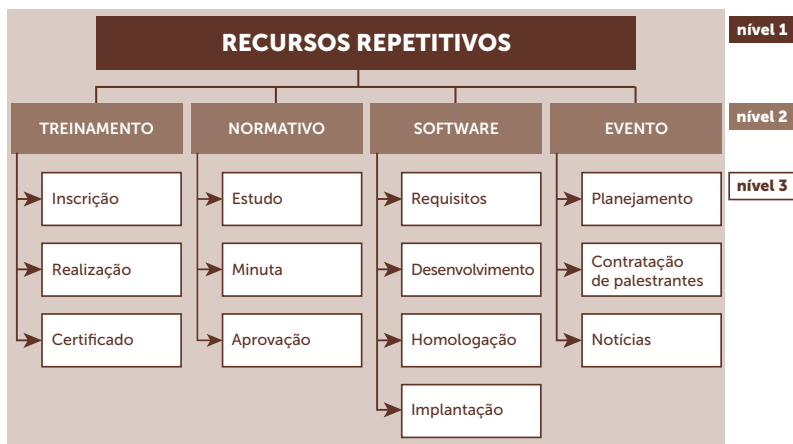 RECURSOS REPETITIVOS
nível 1
TREINAMENTO
NORMATIVO
SOFTWARE
EVENTO
nível 2
Inscrição
Estudo
Requisitos
Planejamento
nível 3
Realização
Minuta
Desenvolvimento
Contratação
de palestrantes
Certificado
Aprovação
Homologação
Notícias
Implantação